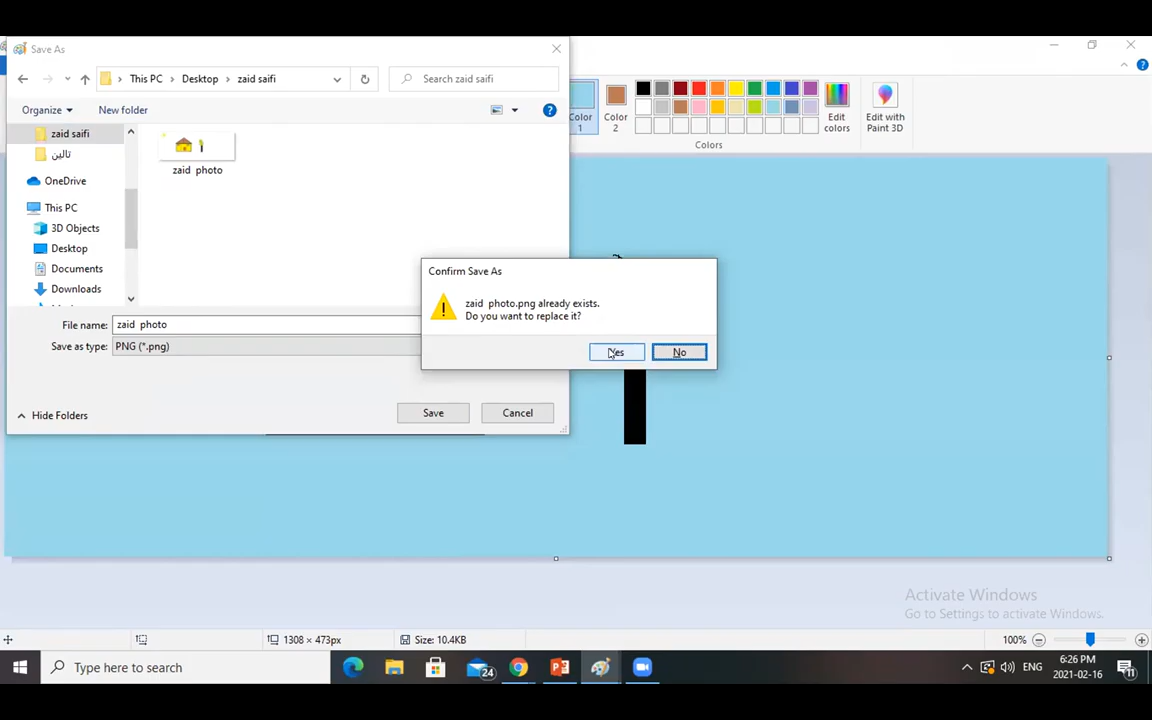 Save As
This PC
Desktop
zaid saifi
Search zaid saifi
Organize
New folder
zaid saifi
تالين
OneDrive
This PC
3D Objects
Desktop
Documents
Downloads
zaid  photo
File name:
zaid  photo
Save as type:
PNG (*.png)
Hide Folders
Save
Cancel
Confirm Save As
zaid  photo.png already exists.
Do you want to replace it?
Yes
No
Color
1
Color
2
Edit
colors
Edit with
Paint 3D
Colors
Activate Windows
Go to Settings to activate Windows.
1308 × 473px
Size: 10.4KB
100%
Type here to search
24
ENG
6:26 PM
2021-02-16
11